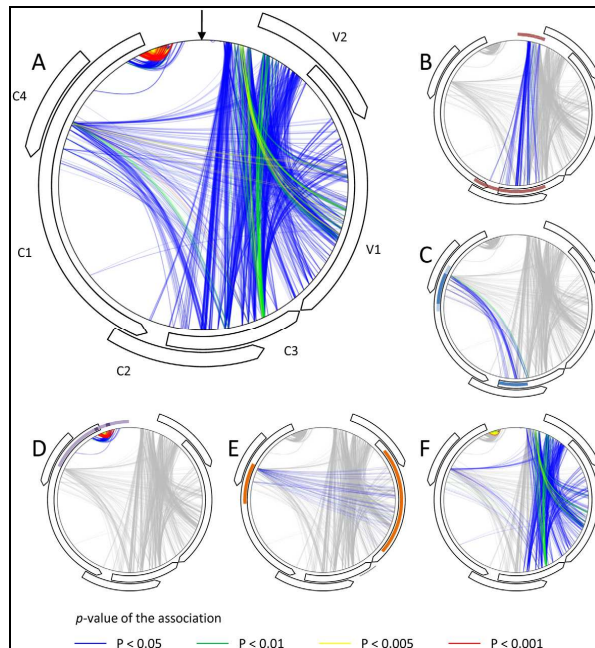 A
V2
C4
C1
V1
C2
C3
B
C
D
E
F
p-value of the association
P < 0.05
P < 0.01
P < 0.005
P < 0.001